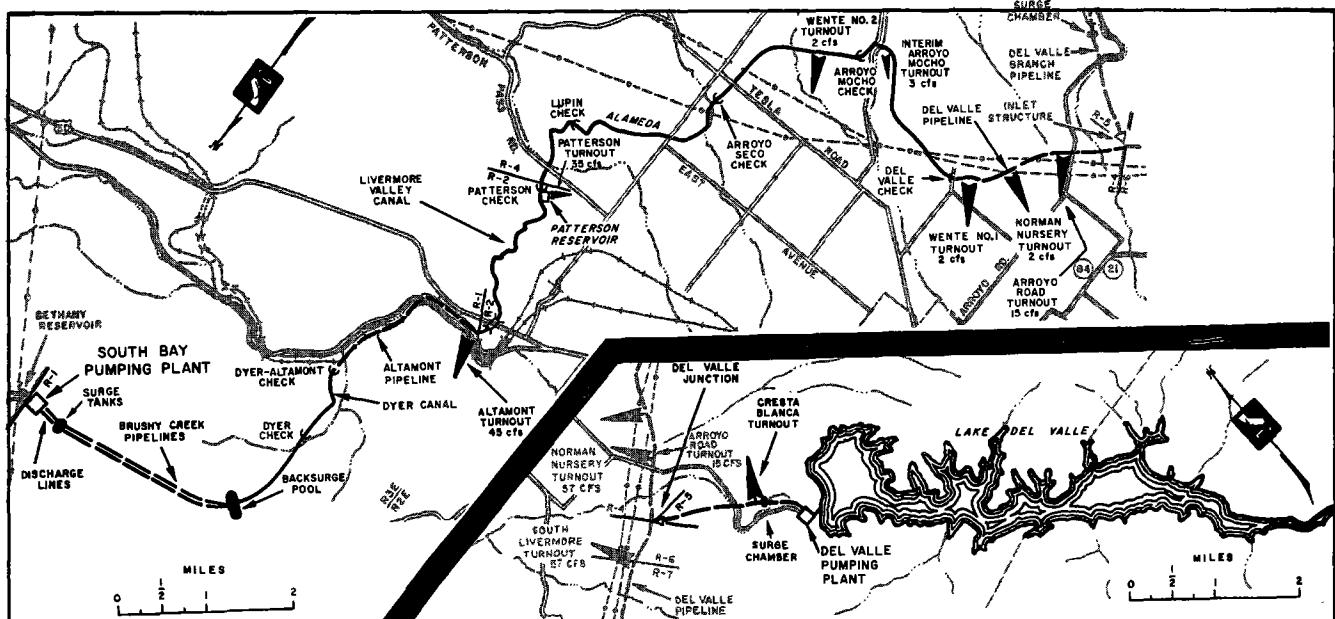 SURGE
CHAMBER
DEL VALLE
BRANCH
PIPELINE
PATTERSON
PASS
RD.
WENTE NO. 2
TURNOUT
2 cfs
ARROYO
MOCHO
CHECK
INTERIM
ARROYO
MOCHO
TURNOUT
3 cfs
LUPIN
CHECK
ALAMEDA
TESLA
ROAD
DEL VALLE
PIPELINE
INLET
STRUCTURE
R-5
PATTERSON
TURNOUT
35 cfs
R-4
R-2
PATTERSON
CHECK
LIVERMORE
VALLEY
CANAL
PATTERSON
RESERVOIR
ARROYO
SECO
CHECK
EAST
AVENUE
DEL
VALLE
CHECK
WENTE NO.1
TURNOUT
2 cfs
ARROYO RD
NORMAN
NURSERY
TURNOUT
2 cfs
84
21
ARROYO
ROAD
TURNOUT
15 cfs
R-1
R-2
BETHANY
RESERVOIR
SOUTH BAY
PUMPING PLANT
R-1
SURGE
TANKS
DISCHARGE
LINES
BRUSHY CREEK
PIPELINES
DYER-ALTAMONT
CHECK
ALTAMONT
PIPELINE
DYER CANAL
DYER
CHECK
BACKSURGE
POOL
ALTAMONT
TURNOUT
45 cfs
R3E
R2E
MILES
0 1/2 1 2
DEL VALLE
JUNCTION
CRESTA
BLANCA
TURNOUT
ARROYO
ROAD
TURNOUT
15 CFS
NORMAN
NURSERY
TURNOUT
57 CFS
R-4
R-5
SOUTH
LIVERMORE
TURNOUT
57 CFS
R-6
R-7
DEL VALLE
PIPELINE
SURGE
CHAMBER
DEL VALLE
PUMPING
PLANT
LAKE DEL VALLE
N
MILES
0 1/2 1 2